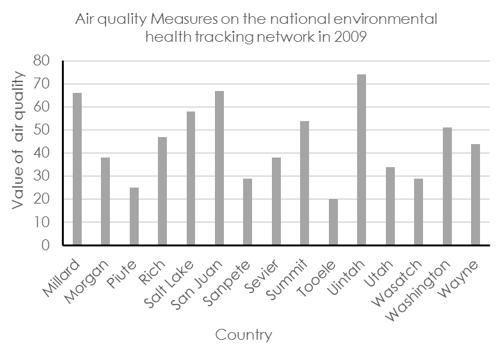 Air quality Measures on the national environmental
health tracking network in 2009
Value of air quality
80
70
60
50
40
30
20
10
0
Millard
Morgan
Piute
Rich
Salt Lake
San Juan
Sanpete
Sevier
Summit
Tooele
Uintah
Utah
Wasatch
Washington
Wayne
Country